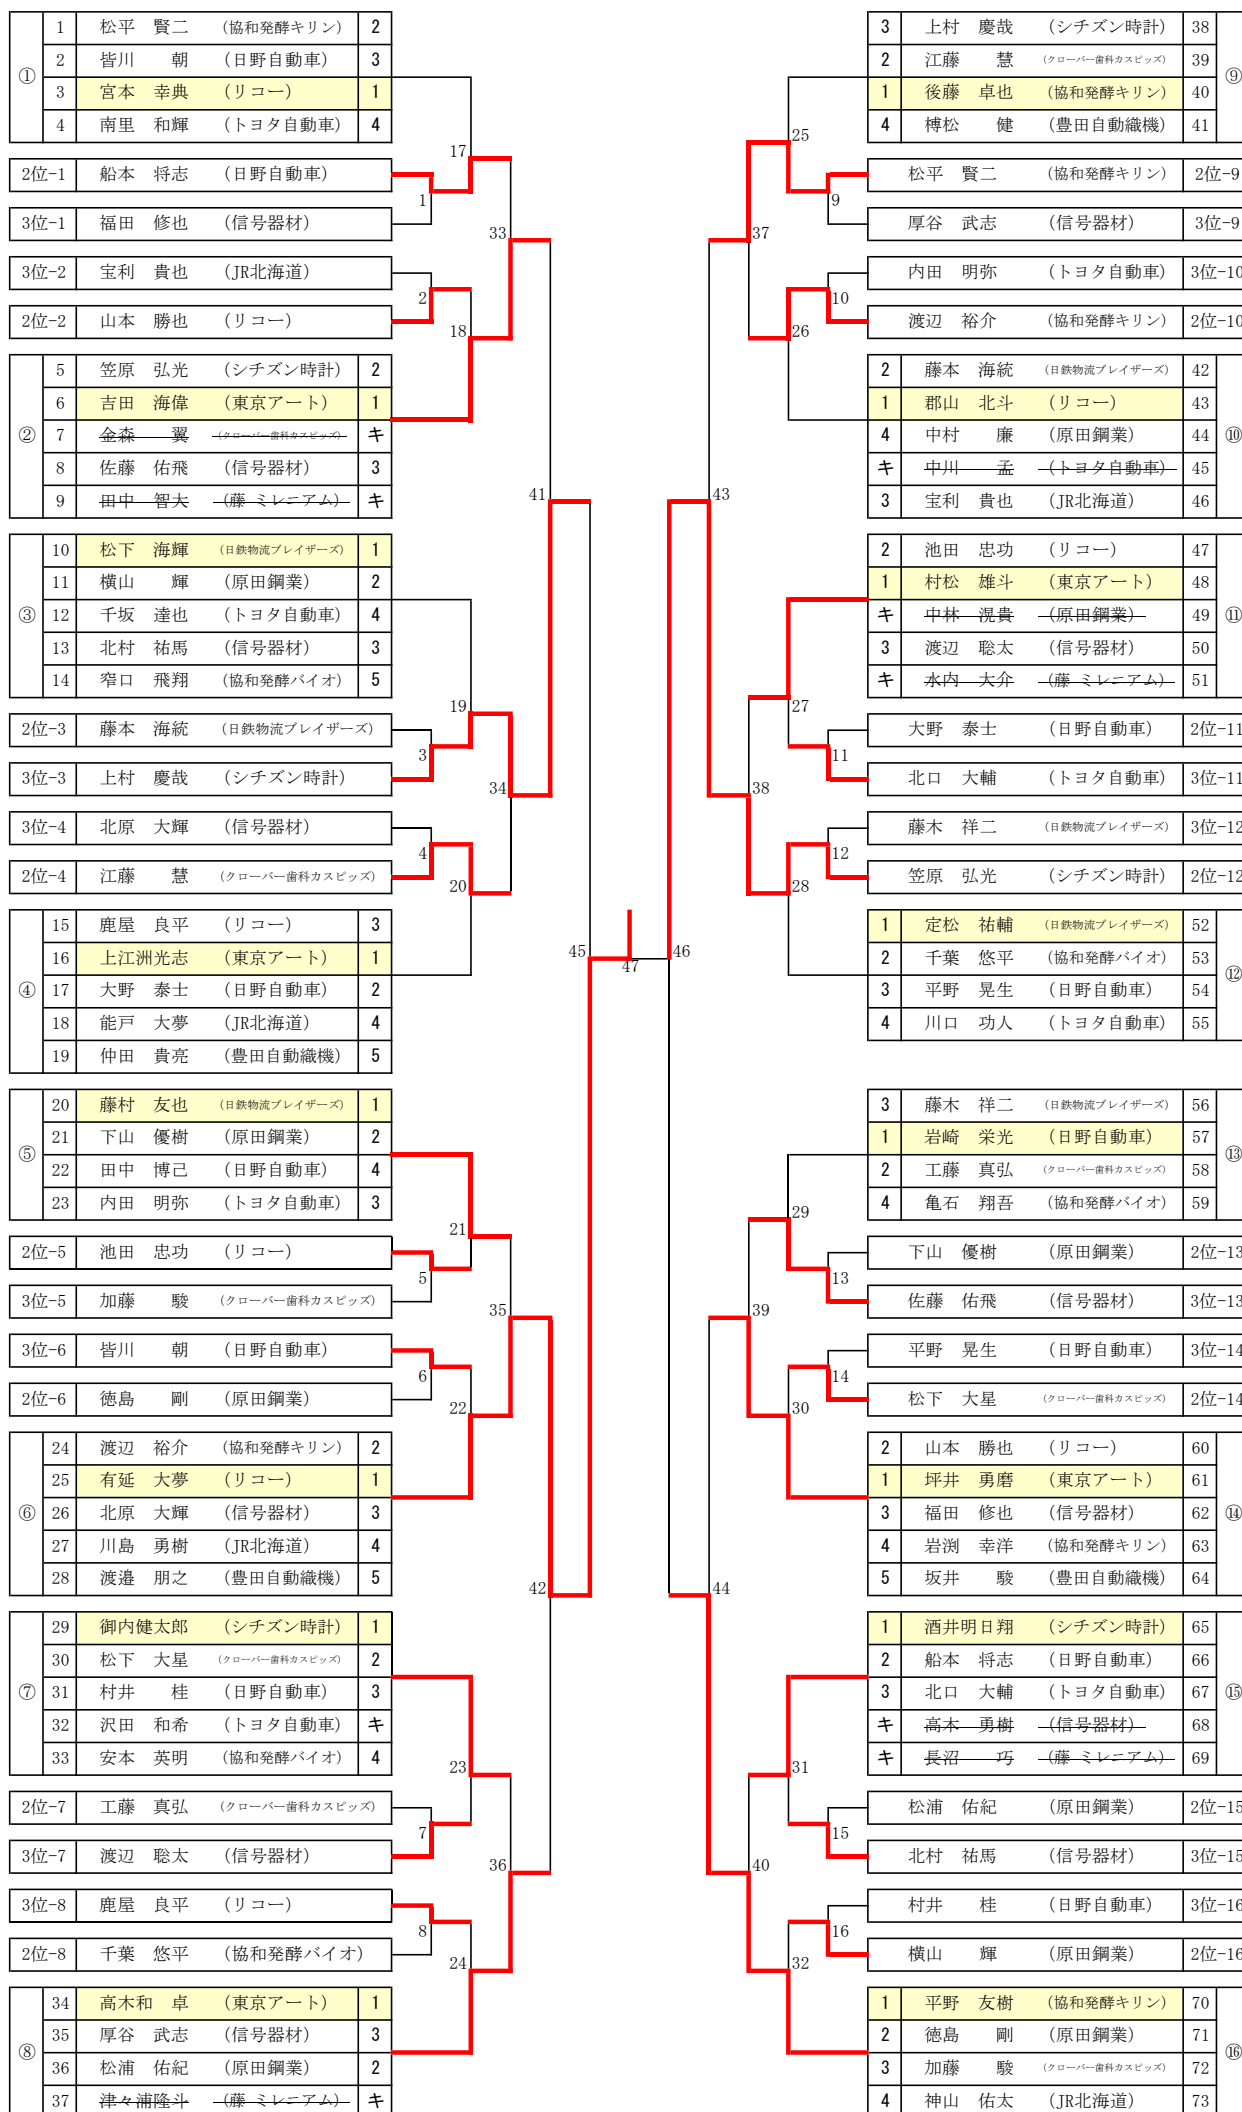 ① 1 松平 賢二 (協和発酵キリン) 2
2 皆川 朝 (日野自動車) 3
3 宮本 幸典 (リコー) 1
4 南里 和輝 (トヨタ自動車) 4
2位-1 船本 将志 (日野自動車)
3位-1 福田 修也 (信号器材)
3位-2 宝利 貴也 (JR北海道)
2位-2 山本 勝也 (リコー)
② 5 笠原 弘光 (シチズン時計) 2
6 吉田 海偉 (東京アート) 1
7 金森 翼 (クローバー歯科カスピッズ) キ
8 佐藤 佑飛 (信号器材) 3
9 田中 智大 (藤 ミレニアム) キ
③ 10 松下 海輝 (日鉄物流ブレイザーズ) 1
11 横山 輝 (原田鋼業) 2
12 千坂 達也 (トヨタ自動車) 4
13 北村 祐馬 (信号器材) 3
14 窄口 飛翔 (協和発酵バイオ) 5
2位-3 藤本 海統 (日鉄物流ブレイザーズ)
3位-3 上村 慶哉 (シチズン時計)
3位-4 北原 大輝 (信号器材)
2位-4 江藤 慧 (クローバー歯科カスピッズ)
④ 15 鹿屋 良平 (リコー) 3
16 上江洲光志 (東京アート) 1
17 大野 泰士 (日野自動車) 2
18 能戸 大夢 (JR北海道) 4
19 仲田 貴亮 (豊田自動織機) 5
⑤ 20 藤村 友也 (日鉄物流ブレイザーズ) 1
21 下山 優樹 (原田鋼業) 2
22 田中 博己 (日野自動車) 4
23 内田 明弥 (トヨタ自動車) 3
2位-5 池田 忠功 (リコー)
3位-5 加藤 駿 (クローバー歯科カスピッズ)
3位-6 皆川 朝 (日野自動車)
2位-6 徳島 剛 (原田鋼業)
⑥ 24 渡辺 裕介 (協和発酵キリン) 2
25 有延 大夢 (リコー) 1
26 北原 大輝 (信号器材) 3
27 川島 勇樹 (JR北海道) 4
28 渡邉 朋之 (豊田自動織機) 5
⑦ 29 御内健太郎 (シチズン時計) 1
30 松下 大星 (クローバー歯科カスピッズ) 2
31 村井 桂 (日野自動車) 3
32 沢田 和希 (トヨタ自動車) キ
33 安本 英明 (協和発酵バイオ) 4
2位-7 工藤 真弘 (クローバー歯科カスピッズ)
3位-7 渡辺 聡太 (信号器材)
3位-8 鹿屋 良平 (リコー)
2位-8 千葉 悠平 (協和発酵バイオ)
⑧ 34 高木和 卓 (東京アート) 1
35 厚谷 武志 (信号器材) 3
36 松浦 佑紀 (原田鋼業) 2
37 津々浦隆斗 (藤 ミレニアム) キ
1
2
3
4
5
6
7
8
17
18
19
20
21
22
23
24
33
34
35
36
41
42
45
47
46
43
44
37
38
39
40
25
26
27
28
29
30
31
32
9
10
11
12
13
14
15
16
3 上村 慶哉 (シチズン時計) 38 ⑨
2 江藤 慧 (クローバー歯科カスピッズ) 39
1 後藤 卓也 (協和発酵キリン) 40
4 榑松 健 (豊田自動織機) 41
松平 賢二 (協和発酵キリン) 2位-9
厚谷 武志 (信号器材) 3位-9
内田 明弥 (トヨタ自動車) 3位-10
渡辺 裕介 (協和発酵キリン) 2位-10
2 藤本 海統 (日鉄物流ブレイザーズ) 42 ⑩
1 郡山 北斗 (リコー) 43
4 中村 廉 (原田鋼業) 44
キ 中川 孟 (トヨタ自動車) 45
3 宝利 貴也 (JR北海道) 46
2 池田 忠功 (リコー) 47 ⑪
1 村松 雄斗 (東京アート) 48
キ 中林 滉貴 (原田鋼業) 49
3 渡辺 聡太 (信号器材) 50
キ 水内 大介 (藤 ミレニアム) 51
大野 泰士 (日野自動車) 2位-11
北口 大輔 (トヨタ自動車) 3位-11
藤木 祥二 (日鉄物流ブレイザーズ) 3位-12
笠原 弘光 (シチズン時計) 2位-12
1 定松 祐輔 (日鉄物流ブレイザーズ) 52 ⑫
2 千葉 悠平 (協和発酵バイオ) 53
3 平野 晃生 (日野自動車) 54
4 川口 功人 (トヨタ自動車) 55
3 藤木 祥二 (日鉄物流ブレイザーズ) 56 ⑬
1 岩崎 栄光 (日野自動車) 57
2 工藤 真弘 (クローバー歯科カスピッズ) 58
4 亀石 翔吾 (協和発酵バイオ) 59
下山 優樹 (原田鋼業) 2位-13
佐藤 佑飛 (信号器材) 3位-13
平野 晃生 (日野自動車) 3位-14
松下 大星 (クローバー歯科カスピッズ) 2位-14
2 山本 勝也 (リコー) 60 ⑭
1 坪井 勇磨 (東京アート) 61
3 福田 修也 (信号器材) 62
4 岩渕 幸洋 (協和発酵キリン) 63
5 坂井 駿 (豊田自動織機) 64
1 酒井明日翔 (シチズン時計) 65 ⑮
2 船本 将志 (日野自動車) 66
3 北口 大輔 (トヨタ自動車) 67
キ 高木 勇樹 (信号器材) 68
キ 長沼 巧 (藤 ミレニアム) 69
松浦 佑紀 (原田鋼業) 2位-15
北村 祐馬 (信号器材) 3位-15
村井 桂 (日野自動車) 3位-16
横山 輝 (原田鋼業) 2位-16
1 平野 友樹 (協和発酵キリン) 70 ⑯
2 徳島 剛 (原田鋼業) 71
3 加藤 駿 (クローバー歯科カスピッズ) 72
4 神山 佑太 (JR北海道) 73